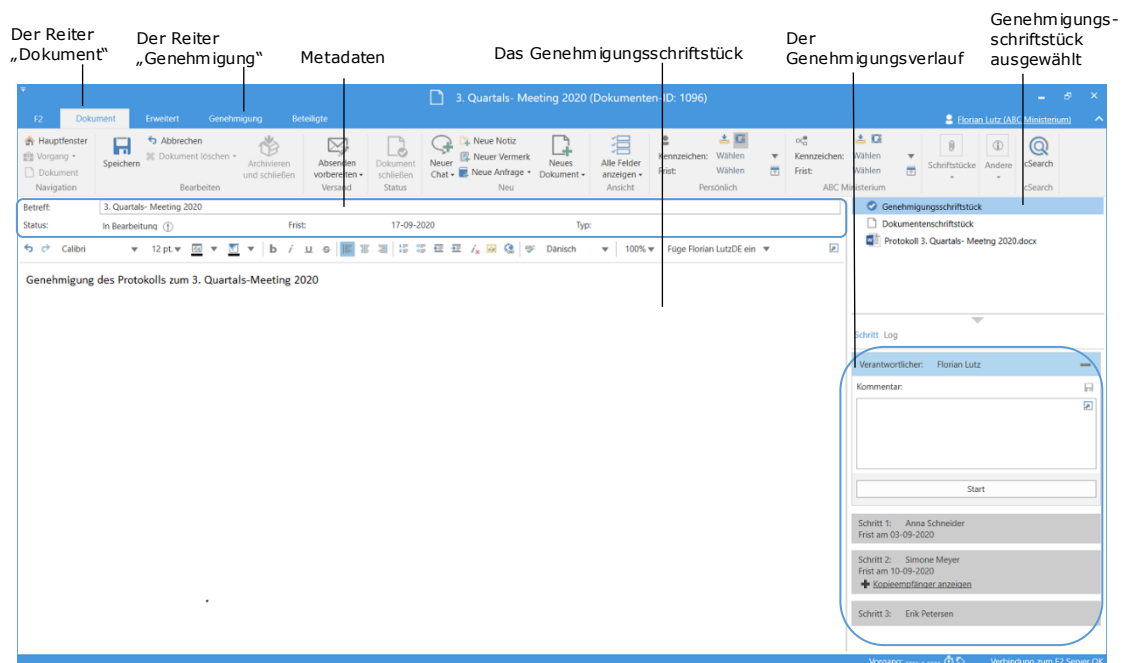 Der Reiter
„Dokument“
Der Reiter
„Genehmigung“
Metadaten
Das Genehmigungsschriftstück
Der
Genehmigungsverlauf
Genehmigungs-
schriftstück
ausgewählt
3. Quartals- Meeting 2020 (Dokumenten-ID: 1096)
F2 Dokument Erweitert Genehmigung Beteiligte
Florian Lutz (ABC Ministerium)
Hauptfenster
Vorgang
Dokument
Navigation
Speichern
Abbrechen
Dokument löschen
Archivieren
und schließen
Bearbeiten
Absenden
vorbereiten
Versand
Dokument
schließen
Status
Neuer
Chat
Neue Notiz
Neuer Vermerk
Neue Anfrage
Neues
Dokument
Neu
Alle Felder
anzeigen
Ansicht
Kennzeichen: Wählen
Frist: Wählen
Persönlich
Kennzeichen: Wählen
Frist: Wählen
ABC Ministerium
Schriftstücke
Andere
cSearch
cSearch
Betreff: 3. Quartals- Meeting 2020
Status: In Bearbeitung Frist: 17-09-2020 Typ:
Calibri 12 pt. b i u Dänisch 100% Füge Florian LutzDE ein
Genehmigung des Protokolls zum 3. Quartals-Meeting 2020
Genehmigungsschriftstück
Dokumentenschriftstück
Protokoll 3. Quartals- Meetng 2020.docx
Schritt Log
Verantwortlicher: Florian Lutz
Kommentar:
Start
Schritt 1: Anna Schneider
Frist am 03-09-2020
Schritt 2: Simone Meyer
Frist am 10-09-2020
Kopieempfänger anzeigen
Schritt 3: Erik Petersen
Vorgang:
Verbindung zum F2 Server OK